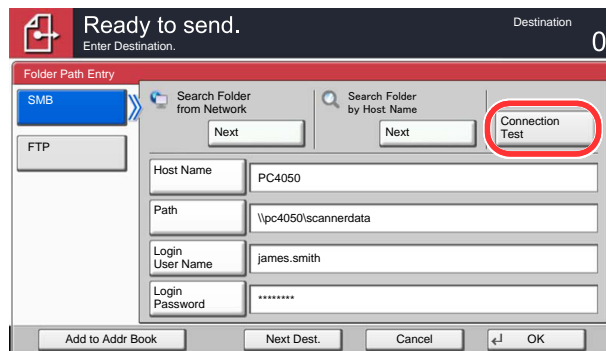 Ready to send.
Destination
Enter Destination.
0
Folder Path Entry
SMB
FTP
Search Folder
from Network
Next
Search Folder
by Host Name
Next
Connection
Test
Host Name
PC4050
Path
\\pc4050\scannerdata
Login
User Name
james.smith
Login
Password
********
Add to Addr Book
Next Dest.
Cancel
OK